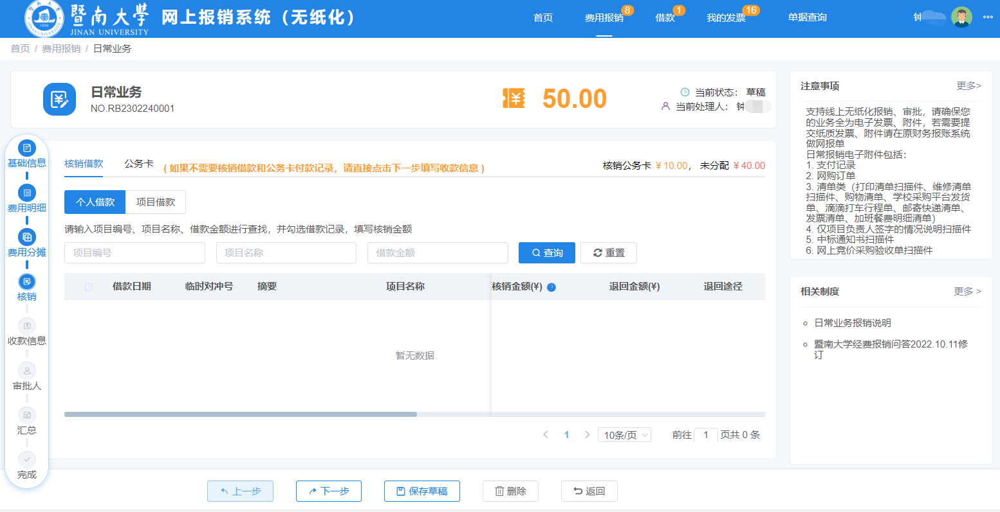 暨南大学
JINAN UNIVERSITY
网上报销系统（无纸化）
首页
费用报销 8
借款 1
我的发票 16
单据查询
钟
首页 / 费用报销 / 日常业务
日常业务
NO.RB2302240001
50.00
当前状态： 草稿
当前处理人： 钟
基础信息
费用明细
费用分摊
核销
收款信息
审批人
汇总
完成
核销借款
公务卡
（如果不需要核销借款和公务卡付款记录，请直接点击下一步填写收款信息）
核销公务卡 ￥10.00， 未分配 ￥40.00
个人借款
项目借款
请输入项目编号、项目名称、借款金额进行查找，并勾选借款记录，填写核销金额
项目编号
项目名称
借款金额
查询
重置
借款日期 临时对冲号 摘要 项目名称 核销金额(¥) ? 退回金额(¥) 退回途径
暂无数据
1
10条/页
前往 1 页共 0 条
上一步
下一步
保存草稿
删除
返回
注意事项
更多>
支持线上无纸化报销、审批，请确保您
的业务全为电子发票、附件，若需要提
交纸质发票、附件请在原财务报账系统
做网报单
日常报销电子附件包括：
1. 支付记录
2. 网购订单
3. 清单类（打印清单扫描件、维修清单
扫描件、购物清单、学校采购平台发货
单、滴滴打车行程单、邮寄快递清单、
发票清单、加班餐费明细清单）
4. 仅项目负责人签字的情况说明扫描件
5. 中标通知书扫描件
6. 网上竞价采购验收单扫描件
相关制度
更多 >
日常业务报销说明
暨南大学经费报销问答2022.10.11修
订